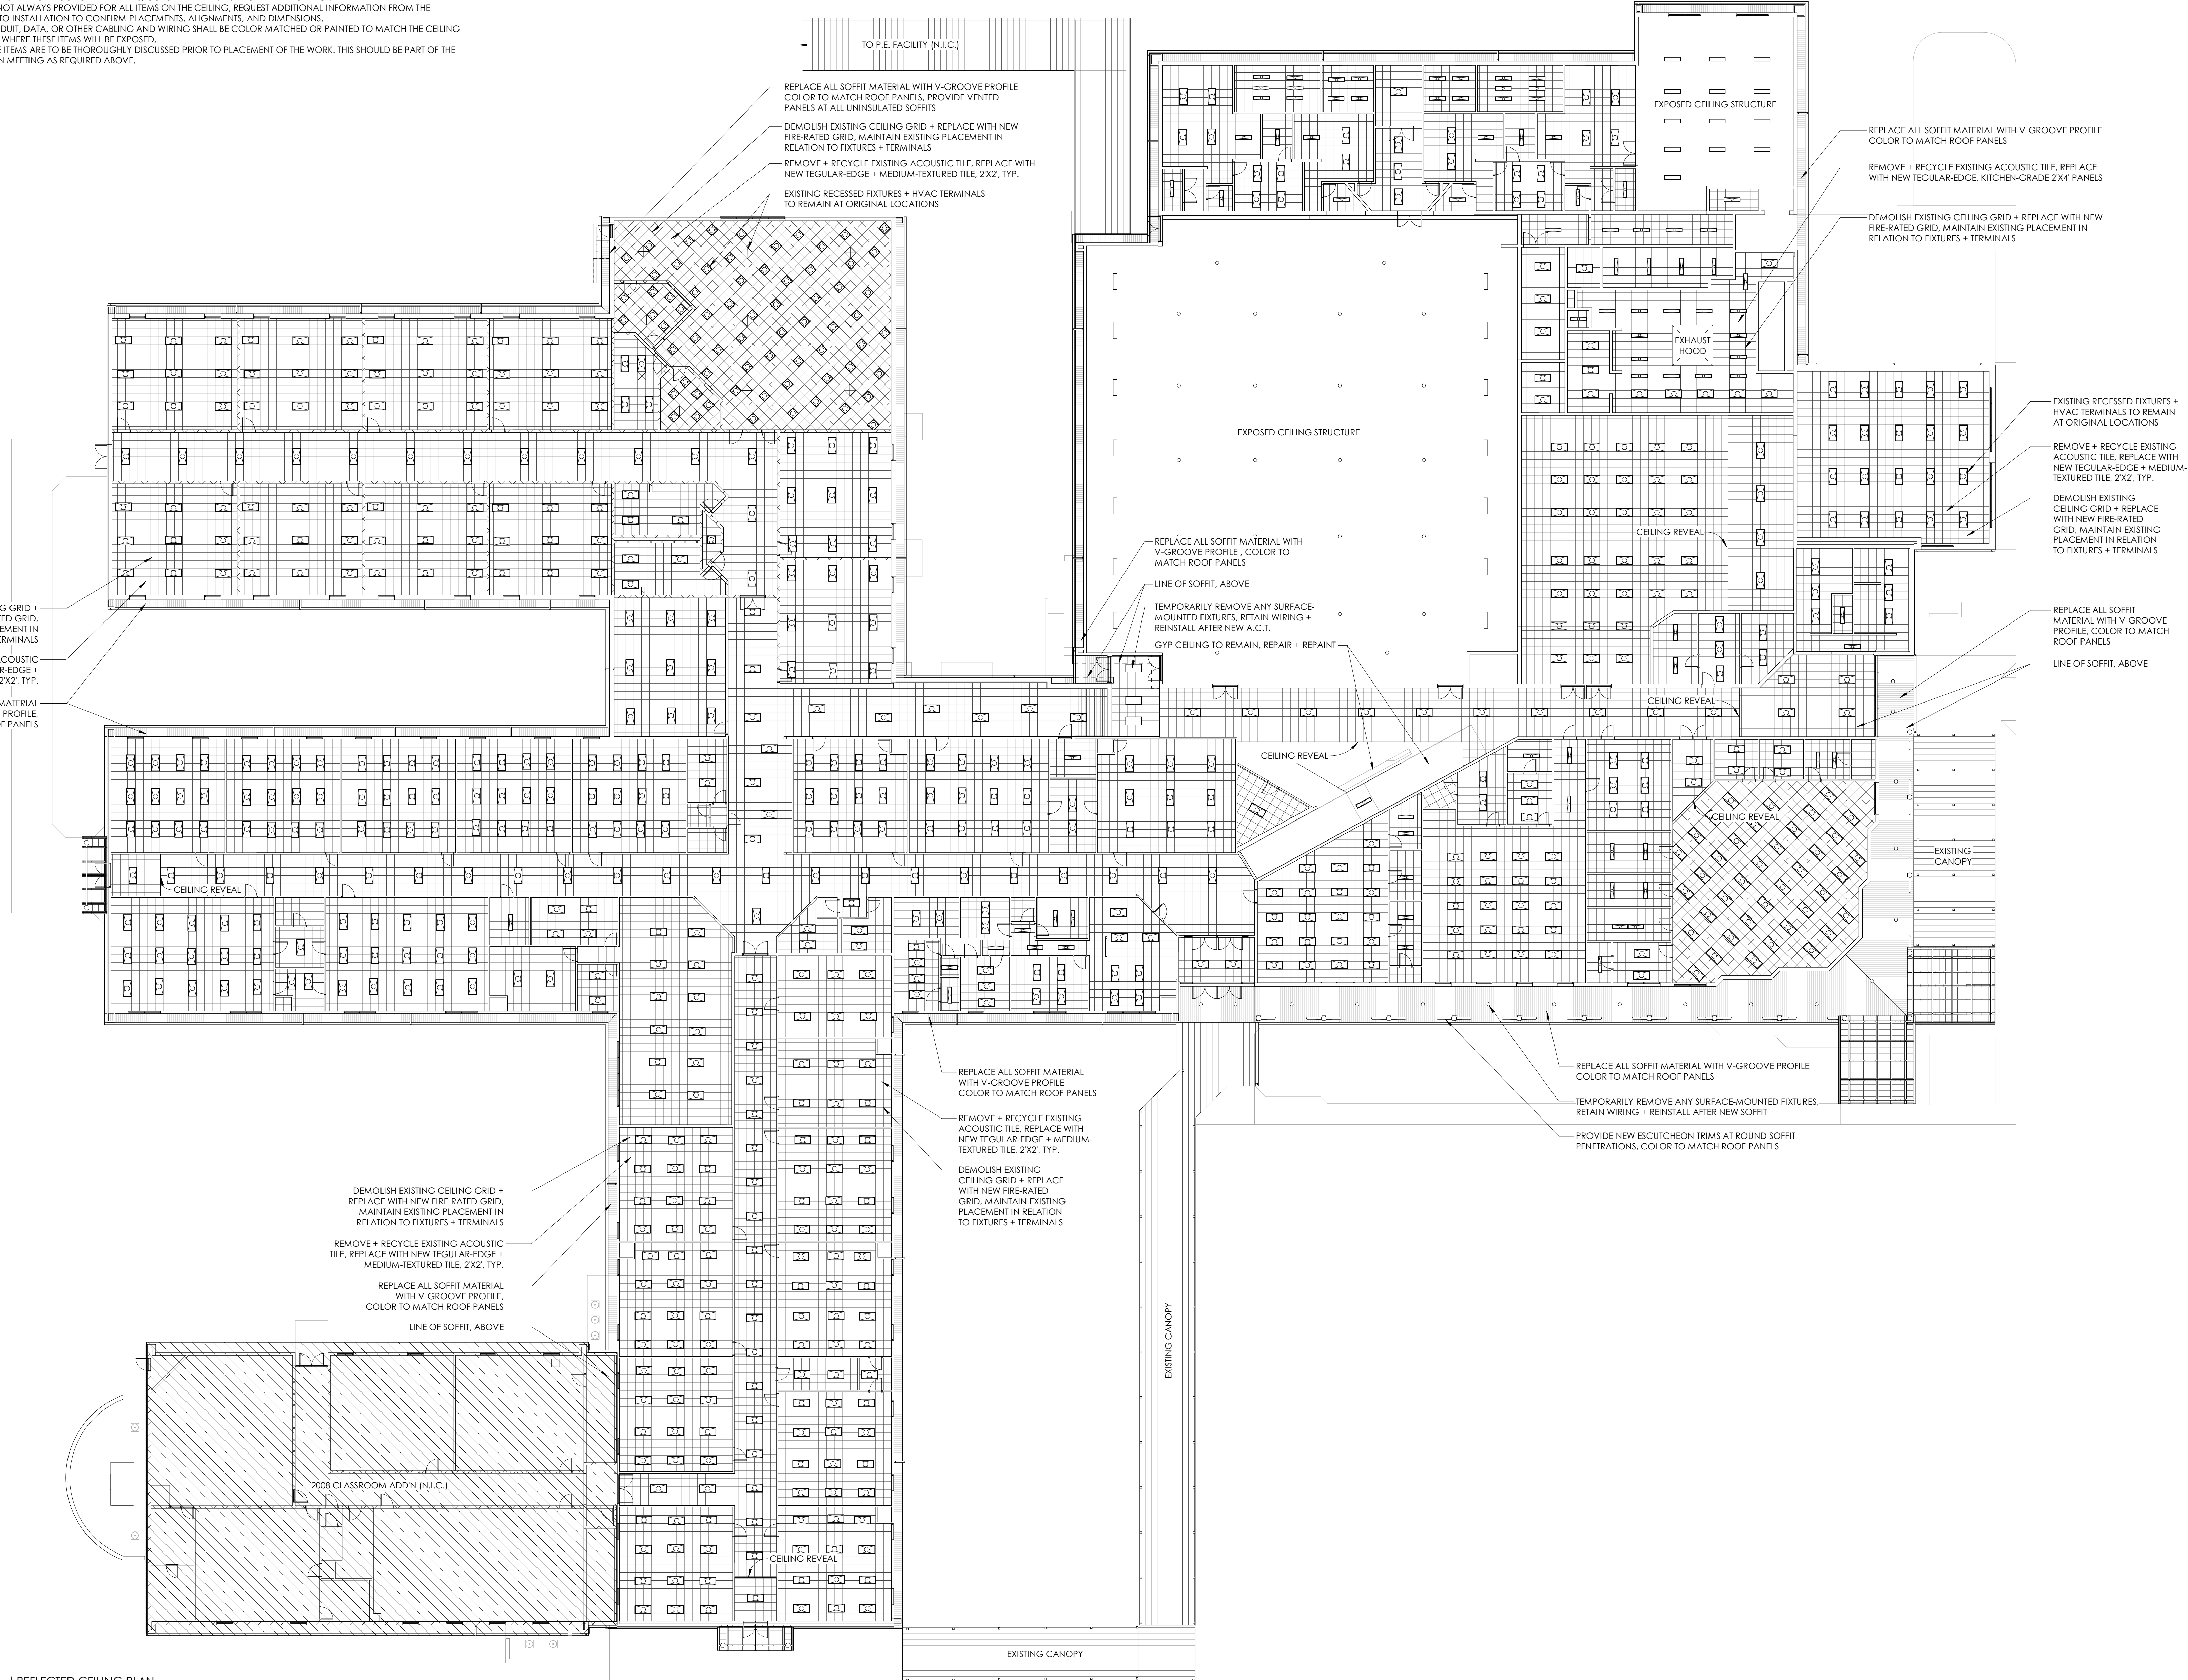 NOT ALWAYS PROVIDED FOR ALL ITEMS ON THE CEILING, REQUEST ADDITIONAL INFORMATION FROM THE
TO INSTALLATION TO CONFIRM PLACEMENTS, ALIGNMENTS, AND DIMENSIONS.
DUIT, DATA, OR OTHER CABLING AND WIRING SHALL BE COLOR MATCHED OR PAINTED TO MATCH THE CEILING
WHERE THESE ITEMS WILL BE EXPOSED.
E ITEMS ARE TO BE THOROUGHLY DISCUSSED PRIOR TO PLACEMENT OF THE WORK. THIS SHOULD BE PART OF THE
N MEETING AS REQUIRED ABOVE.
TO P.E. FACILITY (N.I.C.)
REPLACE ALL SOFFIT MATERIAL WITH V-GROOVE PROFILE
COLOR TO MATCH ROOF PANELS, PROVIDE VENTED
PANELS AT ALL UNINSULATED SOFFITS
DEMOLISH EXISTING CEILING GRID + REPLACE WITH NEW
FIRE-RATED GRID, MAINTAIN EXISTING PLACEMENT IN
RELATION TO FIXTURES + TERMINALS
REMOVE + RECYCLE EXISTING ACOUSTIC TILE, REPLACE WITH
NEW TEGULAR-EDGE + MEDIUM-TEXTURED TILE, 2'X2', TYP.
EXISTING RECESSED FIXTURES + HVAC TERMINALS
TO REMAIN AT ORIGINAL LOCATIONS
EXPOSED CEILING STRUCTURE
REPLACE ALL SOFFIT MATERIAL WITH V-GROOVE PROFILE
COLOR TO MATCH ROOF PANELS
REMOVE + RECYCLE EXISTING ACOUSTIC TILE, REPLACE
WITH NEW TEGULAR-EDGE, KITCHEN-GRADE 2'X4' PANELS
DEMOLISH EXISTING CEILING GRID + REPLACE WITH NEW
FIRE-RATED GRID, MAINTAIN EXISTING PLACEMENT IN
RELATION TO FIXTURES + TERMINALS
EXHAUST
HOOD
EXPOSED CEILING STRUCTURE
EXISTING RECESSED FIXTURES +
HVAC TERMINALS TO REMAIN
AT ORIGINAL LOCATIONS
REMOVE + RECYCLE EXISTING
ACOUSTIC TILE, REPLACE WITH
NEW TEGULAR-EDGE + MEDIUM-
TEXTURED TILE, 2'X2', TYP.
DEMOLISH EXISTING
CEILING GRID + REPLACE
WITH NEW FIRE-RATED
GRID, MAINTAIN EXISTING
PLACEMENT IN RELATION
TO FIXTURES + TERMINALS
CEILING REVEAL
REPLACE ALL SOFFIT MATERIAL WITH
V-GROOVE PROFILE , COLOR TO
MATCH ROOF PANELS
LINE OF SOFFIT, ABOVE
TEMPORARILY REMOVE ANY SURFACE-
MOUNTED FIXTURES, RETAIN WIRING +
REINSTALL AFTER NEW A.C.T.
GYP CEILING TO REMAIN, REPAIR + REPAINT
G GRID +
TED GRID,
CEMENT IN
TERMINALS
COUSTIC
R-EDGE +
2'X2', TYP.
MATERIAL
PROFILE,
OF PANELS
REPLACE ALL SOFFIT
MATERIAL WITH V-GROOVE
PROFILE, COLOR TO MATCH
ROOF PANELS
LINE OF SOFFIT, ABOVE
CEILING REVEAL
CEILING REVEAL
CEILING REVEAL
EXISTING
CANOPY
CEILING REVEAL
REPLACE ALL SOFFIT MATERIAL
WITH V-GROOVE PROFILE
COLOR TO MATCH ROOF PANELS
REMOVE + RECYCLE EXISTING
ACOUSTIC TILE, REPLACE WITH
NEW TEGULAR-EDGE + MEDIUM-
TEXTURED TILE, 2'X2', TYP.
DEMOLISH EXISTING
CEILING GRID + REPLACE
WITH NEW FIRE-RATED
GRID, MAINTAIN EXISTING
PLACEMENT IN RELATION
TO FIXTURES + TERMINALS
REPLACE ALL SOFFIT MATERIAL WITH V-GROOVE PROFILE
COLOR TO MATCH ROOF PANELS
TEMPORARILY REMOVE ANY SURFACE-MOUNTED FIXTURES,
RETAIN WIRING + REINSTALL AFTER NEW SOFFIT
PROVIDE NEW ESCUTCHEON TRIMS AT ROUND SOFFIT
PENETRATIONS, COLOR TO MATCH ROOF PANELS
DEMOLISH EXISTING CEILING GRID +
REPLACE WITH NEW FIRE-RATED GRID,
MAINTAIN EXISTING PLACEMENT IN
RELATION TO FIXTURES + TERMINALS
REMOVE + RECYCLE EXISTING ACOUSTIC
TILE, REPLACE WITH NEW TEGULAR-EDGE +
MEDIUM-TEXTURED TILE, 2'X2', TYP.
REPLACE ALL SOFFIT MATERIAL
WITH V-GROOVE PROFILE,
COLOR TO MATCH ROOF PANELS
LINE OF SOFFIT, ABOVE
EXISTING CANOPY
2008 CLASSROOM ADD'N (N.I.C.)
CEILING REVEAL
EXISTING CANOPY
REFLECTED CEILING PLAN